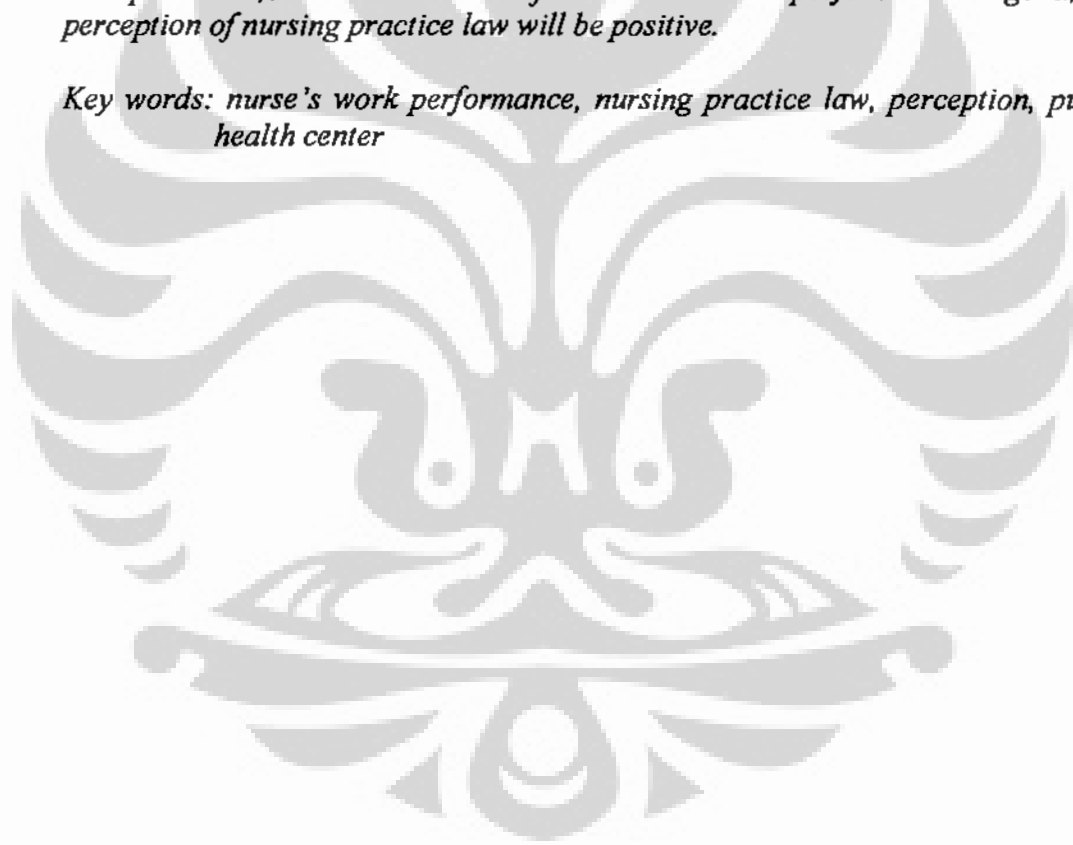 perception of nursing practice law will be positive.
Key words: nurse's work performance, nursing practice law, perception,
health center